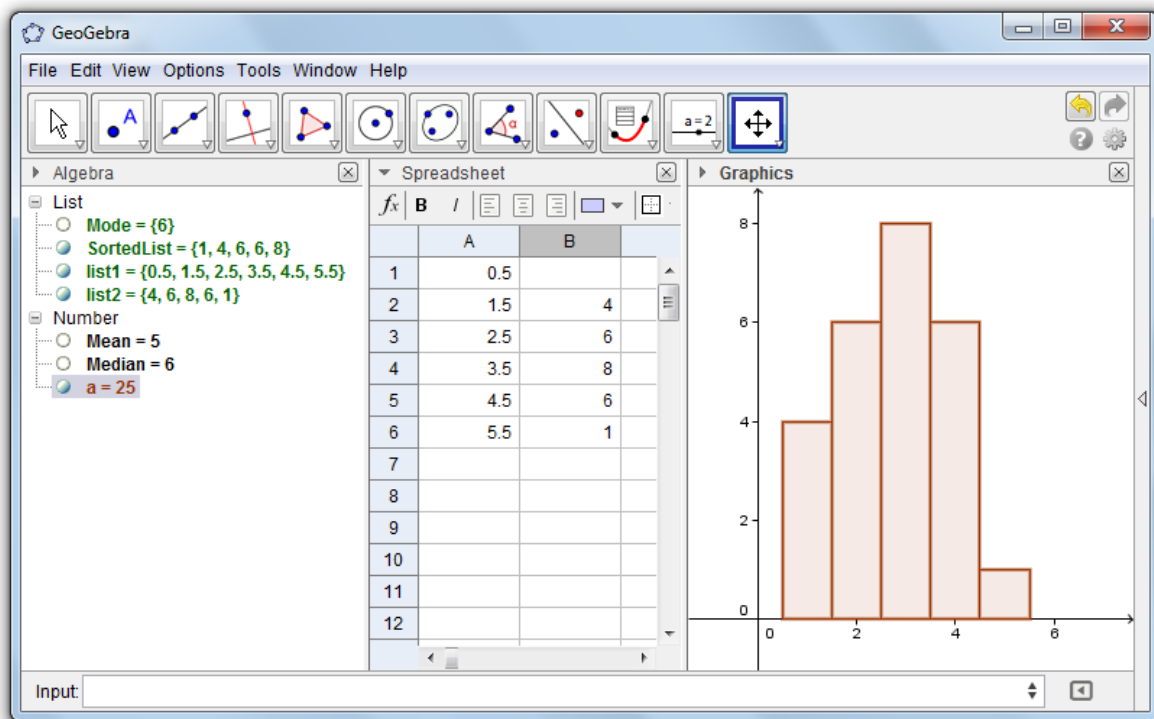 GeoGebra
File Edit View Options Tools Window Help
A
α
a = 2
?
Algebra
List
Mode = {6}
SortedList = {1, 4, 6, 6, 8}
list1 = {0.5, 1.5, 2.5, 3.5, 4.5, 5.5}
list2 = {4, 6, 8, 6, 1}
Number
Mean = 5
Median = 6
a = 25
Spreadsheet
fx B I
A B
1 0.5
2 1.5 4
3 2.5 6
4 3.5 8
5 4.5 6
6 5.5 1
7
8
9
10
11
12
Graphics
8
6
4
2
0
0 2 4 6
Input: